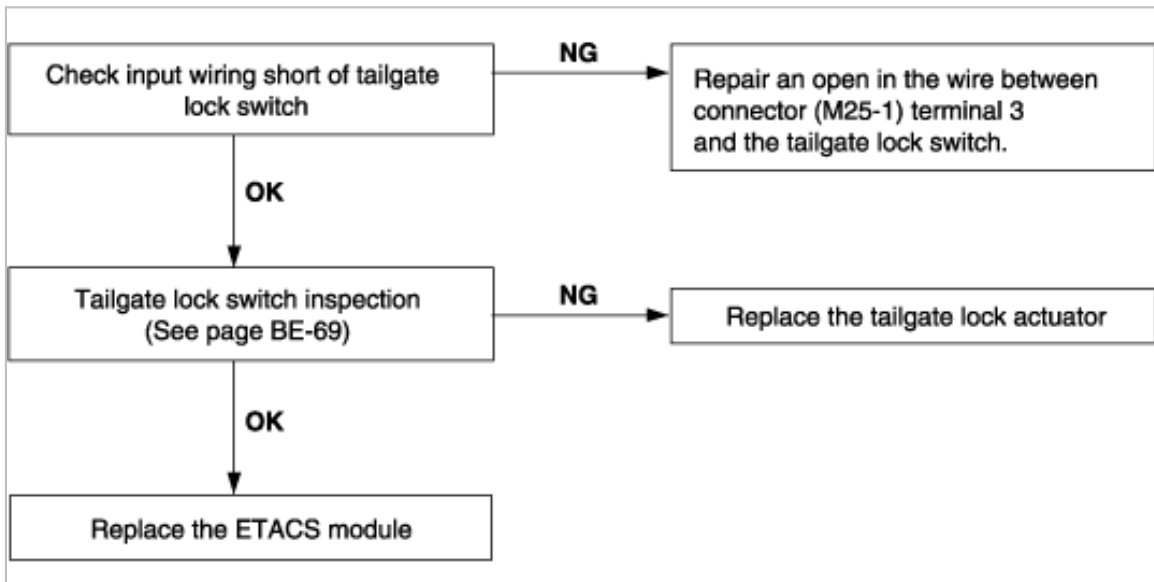 Check input wiring short of tailgate
lock switch
NG
Repair an open in the wire between
connector (M25-1) terminal 3
and the tailgate lock switch.
OK
Tailgate lock switch inspection
(See page BE-69)
NG
Replace the tailgate lock actuator
OK
Replace the ETACS module